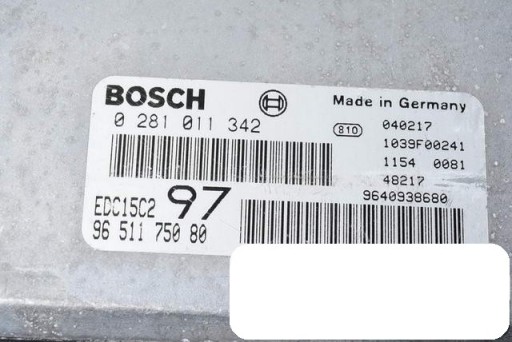 BOSCH
Made in Germany
0 281 011 342
810
040217
1039F00241
1154 0081
48217
9640938680
EDC15C2
97
96 511 750 80